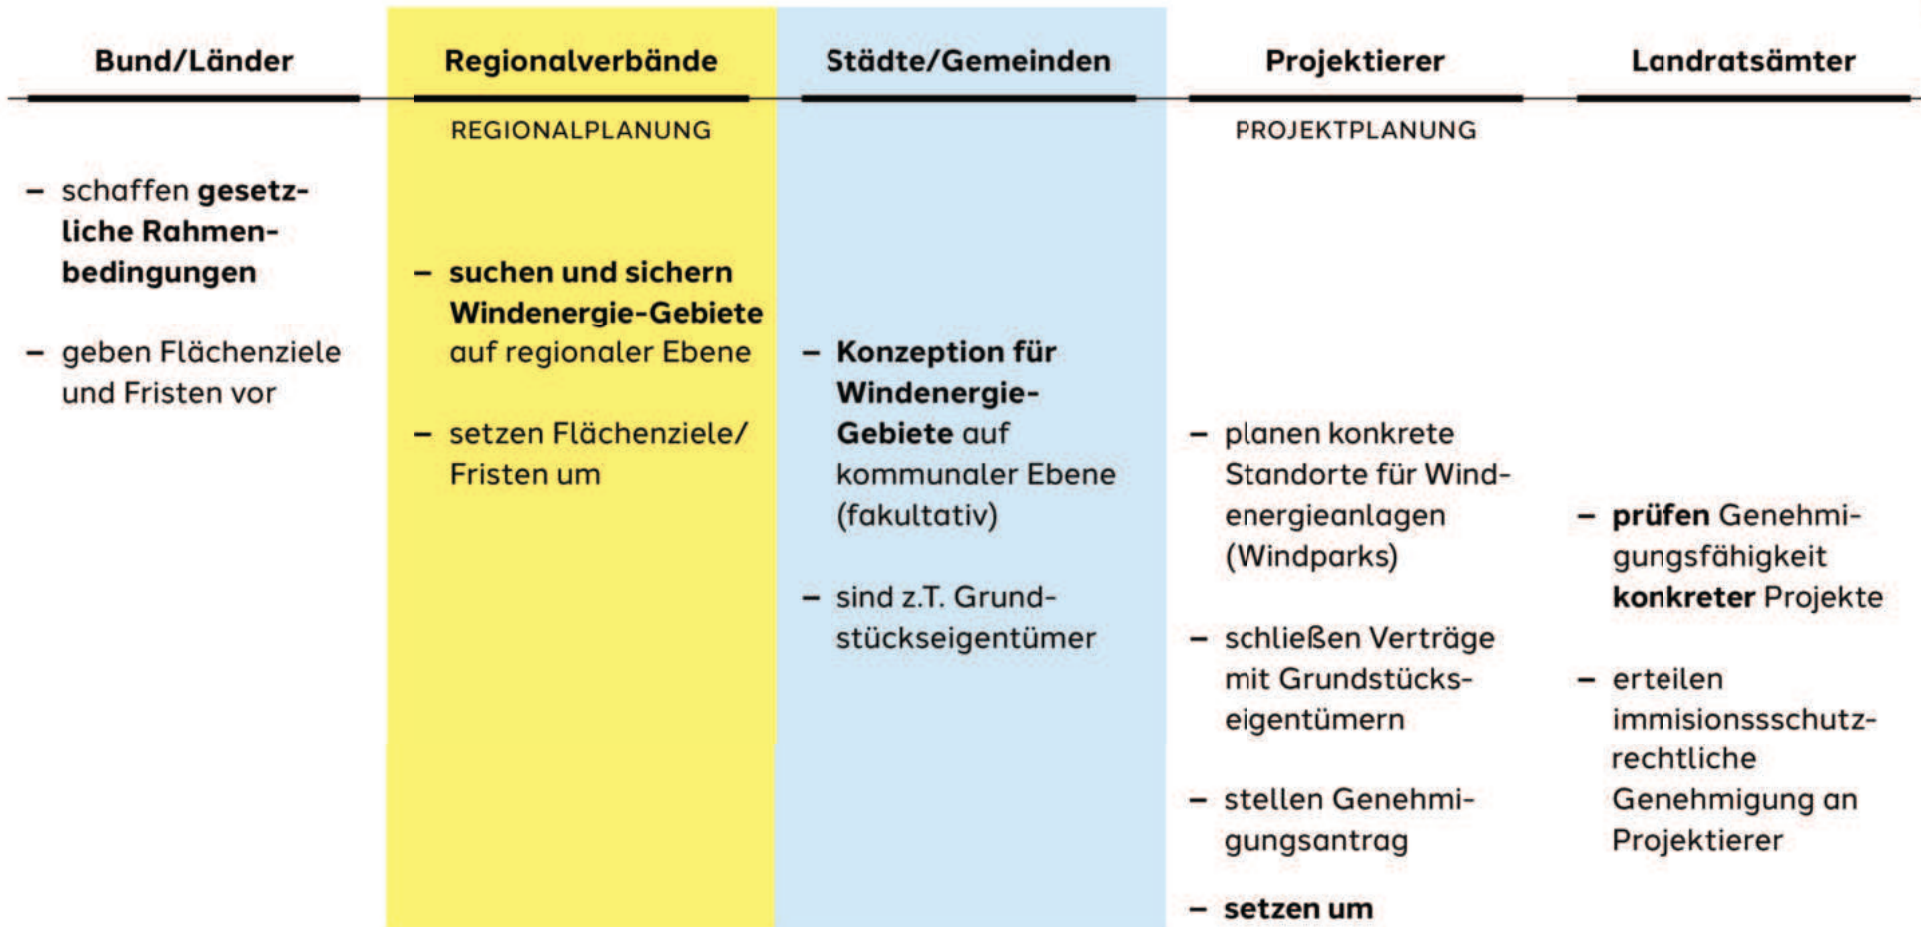 Bund/Länder
– schaffen gesetz-
liche Rahmen-
bedingungen
– geben Flächenziele
und Fristen vor
Regionalverbände
REGIONALPLANUNG
– suchen und sichern
Windenergie-Gebiete
auf regionaler Ebene
– setzen Flächenziele/
Fristen um
Städte/Gemeinden
– Konzeption für
Windenergie-
Gebiete auf
kommunaler Ebene
(fakultativ)
– sind z.T. Grund-
stückseigentümer
Projektierer
PROJEKTPLANUNG
– planen konkrete
Standorte für Wind-
energieanlagen
(Windparks)
– schließen Verträge
mit Grundstücks-
eigentümern
– stellen Genehmi-
gungsantrag
– setzen um
Landratsämter
– prüfen Genehmi-
gungsfähigkeit
konkreter Projekte
– erteilen
immisionssschutz-
rechtliche
Genehmigung an
Projektierer